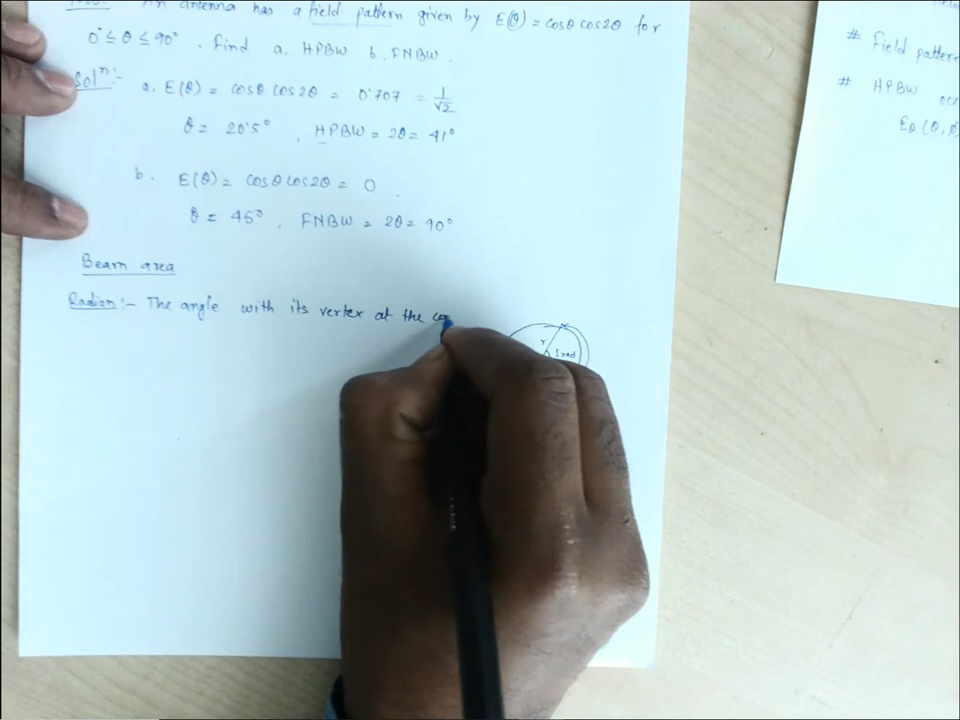 An antenna has a field pattern given by E(θ) = cosθ cos2θ for
0° ≤ θ ≤ 90° . Find a. HPBW b. FNBW .
Solⁿ:- a. E(θ) = cosθ cos2θ = 0.707 = 1/√2
θ = 20.5° , HPBW = 2θ = 41°
b. E(θ) = cosθ cos2θ = 0 .
θ = 45° , FNBW = 2θ = 90°
Beam area
Radian:- The angle with its vertex at the
r 1 rad
# Field pattern
# HPBW